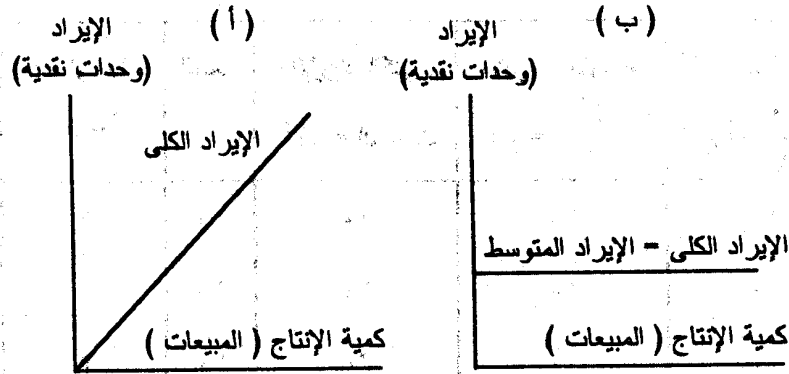 ( أ )
الإيراد
(وحدات نقدية)
الإيراد الكلى
كمية الإنتاج ( المبيعات )
( ب )
الإيراد
(وحدات نقدية)
الإيراد الكلى = الإيراد المتوسط
كمية الإنتاج ( المبيعات )